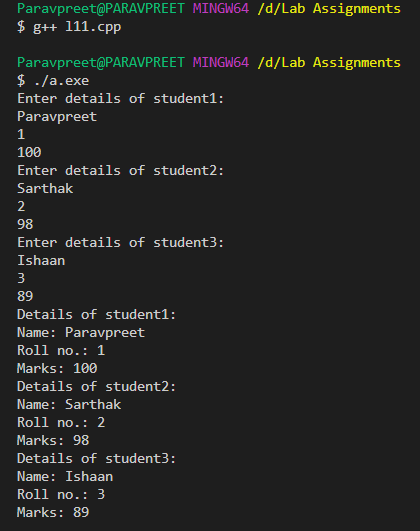 Paravpreet@PARAVPREET MINGW64 /d/Lab Assignments
$ g++ l11.cpp
Paravpreet@PARAVPREET MINGW64 /d/Lab Assignments
$ ./a.exe
Enter details of student1:
Paravpreet
1
100
Enter details of student2:
Sarthak
2
98
Enter details of student3:
Ishaan
3
89
Details of student1:
Name: Paravpreet
Roll no.: 1
Marks: 100
Details of student2:
Name: Sarthak
Roll no.: 2
Marks: 98
Details of student3:
Name: Ishaan
Roll no.: 3
Marks: 89